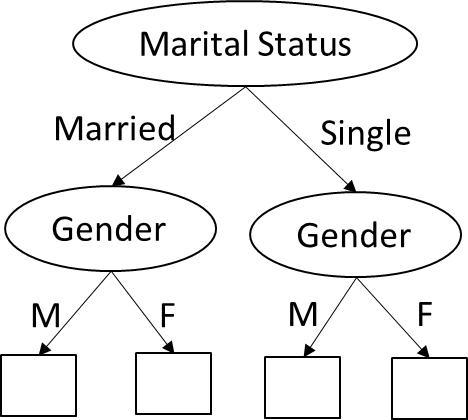 Marital Status
Married
Single
Gender
Gender
M
F
M
F